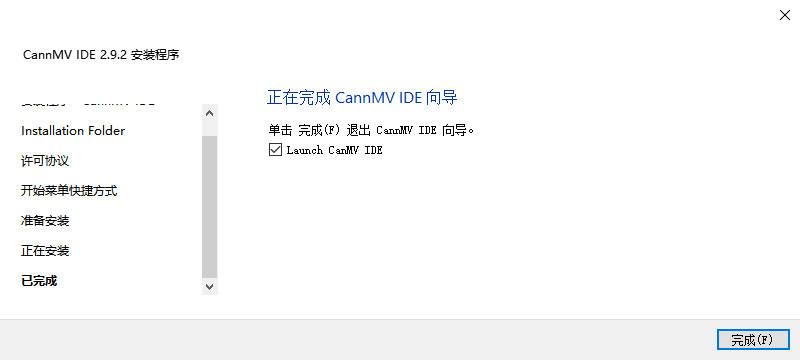 CannMV IDE 2.9.2 安装程序
Installation Folder
许可协议
开始菜单快捷方式
准备安装
正在安装
已完成
正在完成 CannMV IDE 向导
单击 完成(F) 退出 CannMV IDE 向导。
Launch CanMV IDE
完成(F)